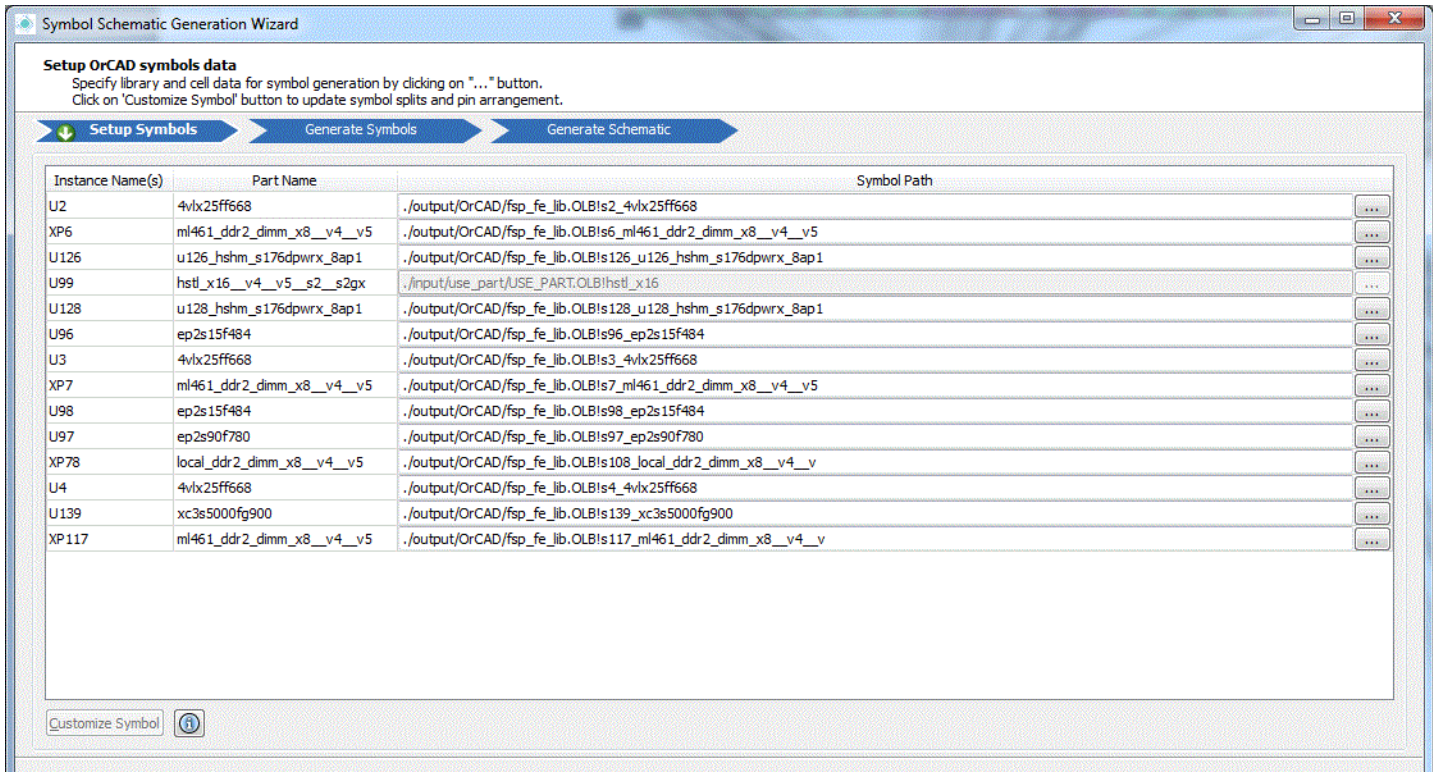 Symbol Schematic Generation Wizard
Setup OrCAD symbols data
Specify library and cell data for symbol generation by clicking on "..." button.
Click on 'Customize Symbol' button to update symbol splits and pin arrangement.
Setup Symbols Generate Symbols Generate Schematic
Instance Name(s) Part Name Symbol Path
U2 4vlx25ff668 ./output/OrCAD/fsp_fe_lib.OLB!s2_4vlx25ff668 ...
XP6 ml461_ddr2_dimm_x8__v4__v5 ./output/OrCAD/fsp_fe_lib.OLB!s6_ml461_ddr2_dimm_x8__v4__v5 ...
U126 u126_hshm_s176dpwrx_8ap1 ./output/OrCAD/fsp_fe_lib.OLB!s126_u126_hshm_s176dpwrx_8ap1 ...
U99 hstl_x16__v4__v5__s2__s2gx ./input/use_part/USE_PART.OLB!hstl_x16 ...
U128 u128_hshm_s176dpwrx_8ap1 ./output/OrCAD/fsp_fe_lib.OLB!s128_u128_hshm_s176dpwrx_8ap1 ...
U96 ep2s15f484 ./output/OrCAD/fsp_fe_lib.OLB!s96_ep2s15f484 ...
U3 4vlx25ff668 ./output/OrCAD/fsp_fe_lib.OLB!s3_4vlx25ff668 ...
XP7 ml461_ddr2_dimm_x8__v4__v5 ./output/OrCAD/fsp_fe_lib.OLB!s7_ml461_ddr2_dimm_x8__v4__v5 ...
U98 ep2s15f484 ./output/OrCAD/fsp_fe_lib.OLB!s98_ep2s15f484 ...
U97 ep2s90f780 ./output/OrCAD/fsp_fe_lib.OLB!s97_ep2s90f780 ...
XP78 local_ddr2_dimm_x8__v4__v5 ./output/OrCAD/fsp_fe_lib.OLB!s108_local_ddr2_dimm_x8__v4__v ...
U4 4vlx25ff668 ./output/OrCAD/fsp_fe_lib.OLB!s4_4vlx25ff668 ...
U139 xc3s5000fg900 ./output/OrCAD/fsp_fe_lib.OLB!s139_xc3s5000fg900 ...
XP117 ml461_ddr2_dimm_x8__v4__v5 ./output/OrCAD/fsp_fe_lib.OLB!s117_ml461_ddr2_dimm_x8__v4__v ...
Customize Symbol